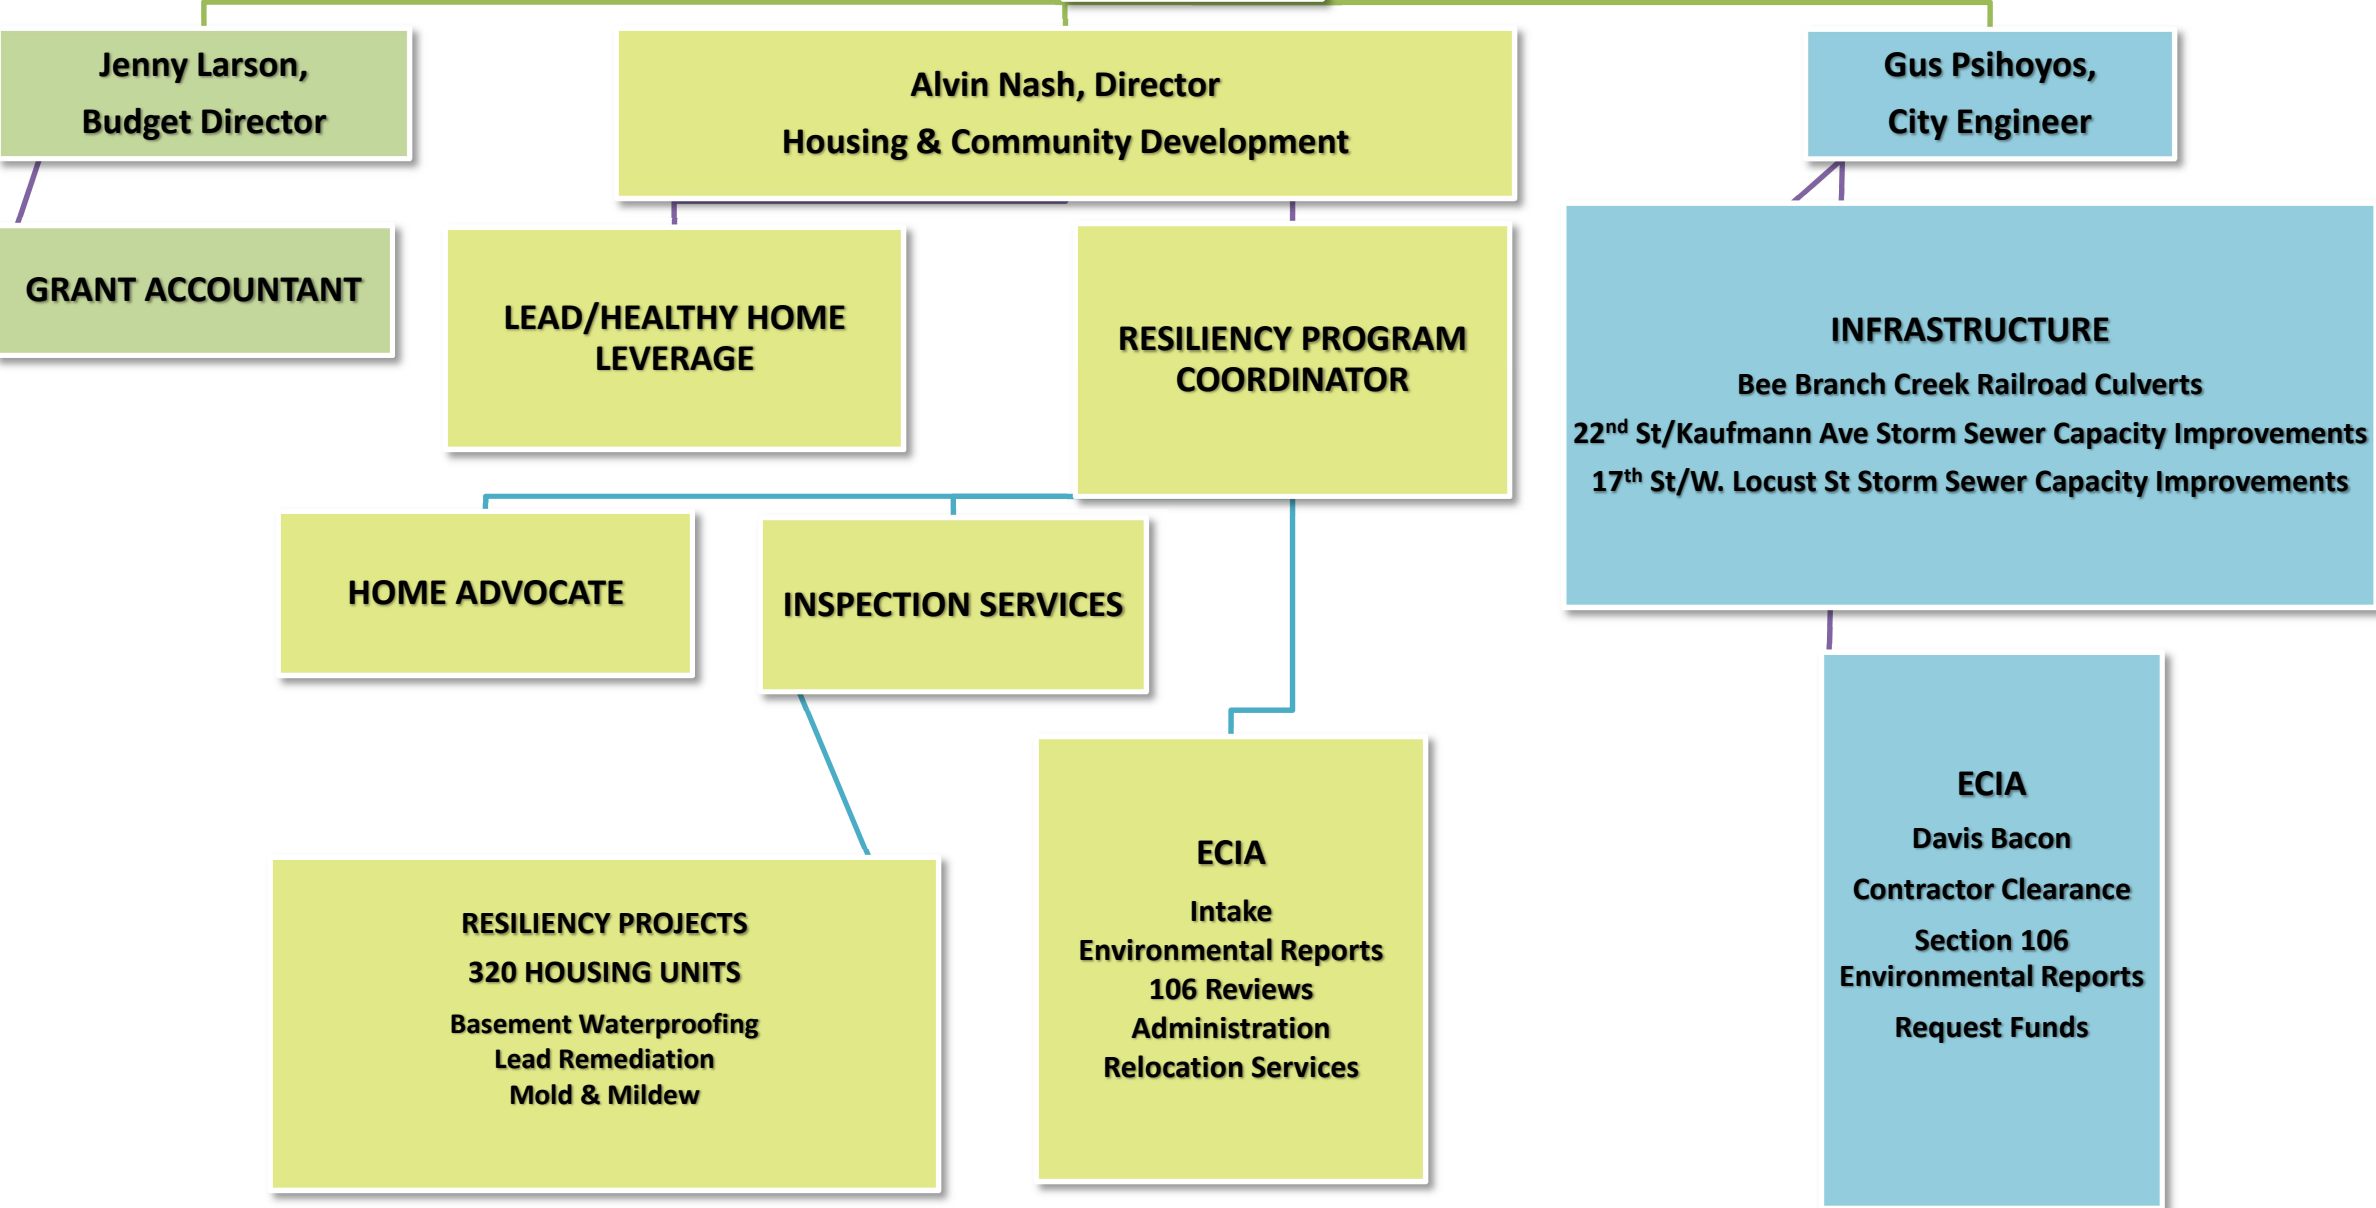 Jenny Larson,
Budget Director
Alvin Nash, Director
Housing & Community Development
Gus Psihoyos,
City Engineer
GRANT ACCOUNTANT
LEAD/HEALTHY HOME
LEVERAGE
RESILIENCY PROGRAM
COORDINATOR
INFRASTRUCTURE
Bee Branch Creek Railroad Culverts
22nd St/Kaufmann Ave Storm Sewer Capacity Improvements
17th St/W. Locust St Storm Sewer Capacity Improvements
HOME ADVOCATE
INSPECTION SERVICES
RESILIENCY PROJECTS
320 HOUSING UNITS
Basement Waterproofing
Lead Remediation
Mold & Mildew
ECIA
Intake
Environmental Reports
106 Reviews
Administration
Relocation Services
ECIA
Davis Bacon
Contractor Clearance
Section 106
Environmental Reports
Request Funds